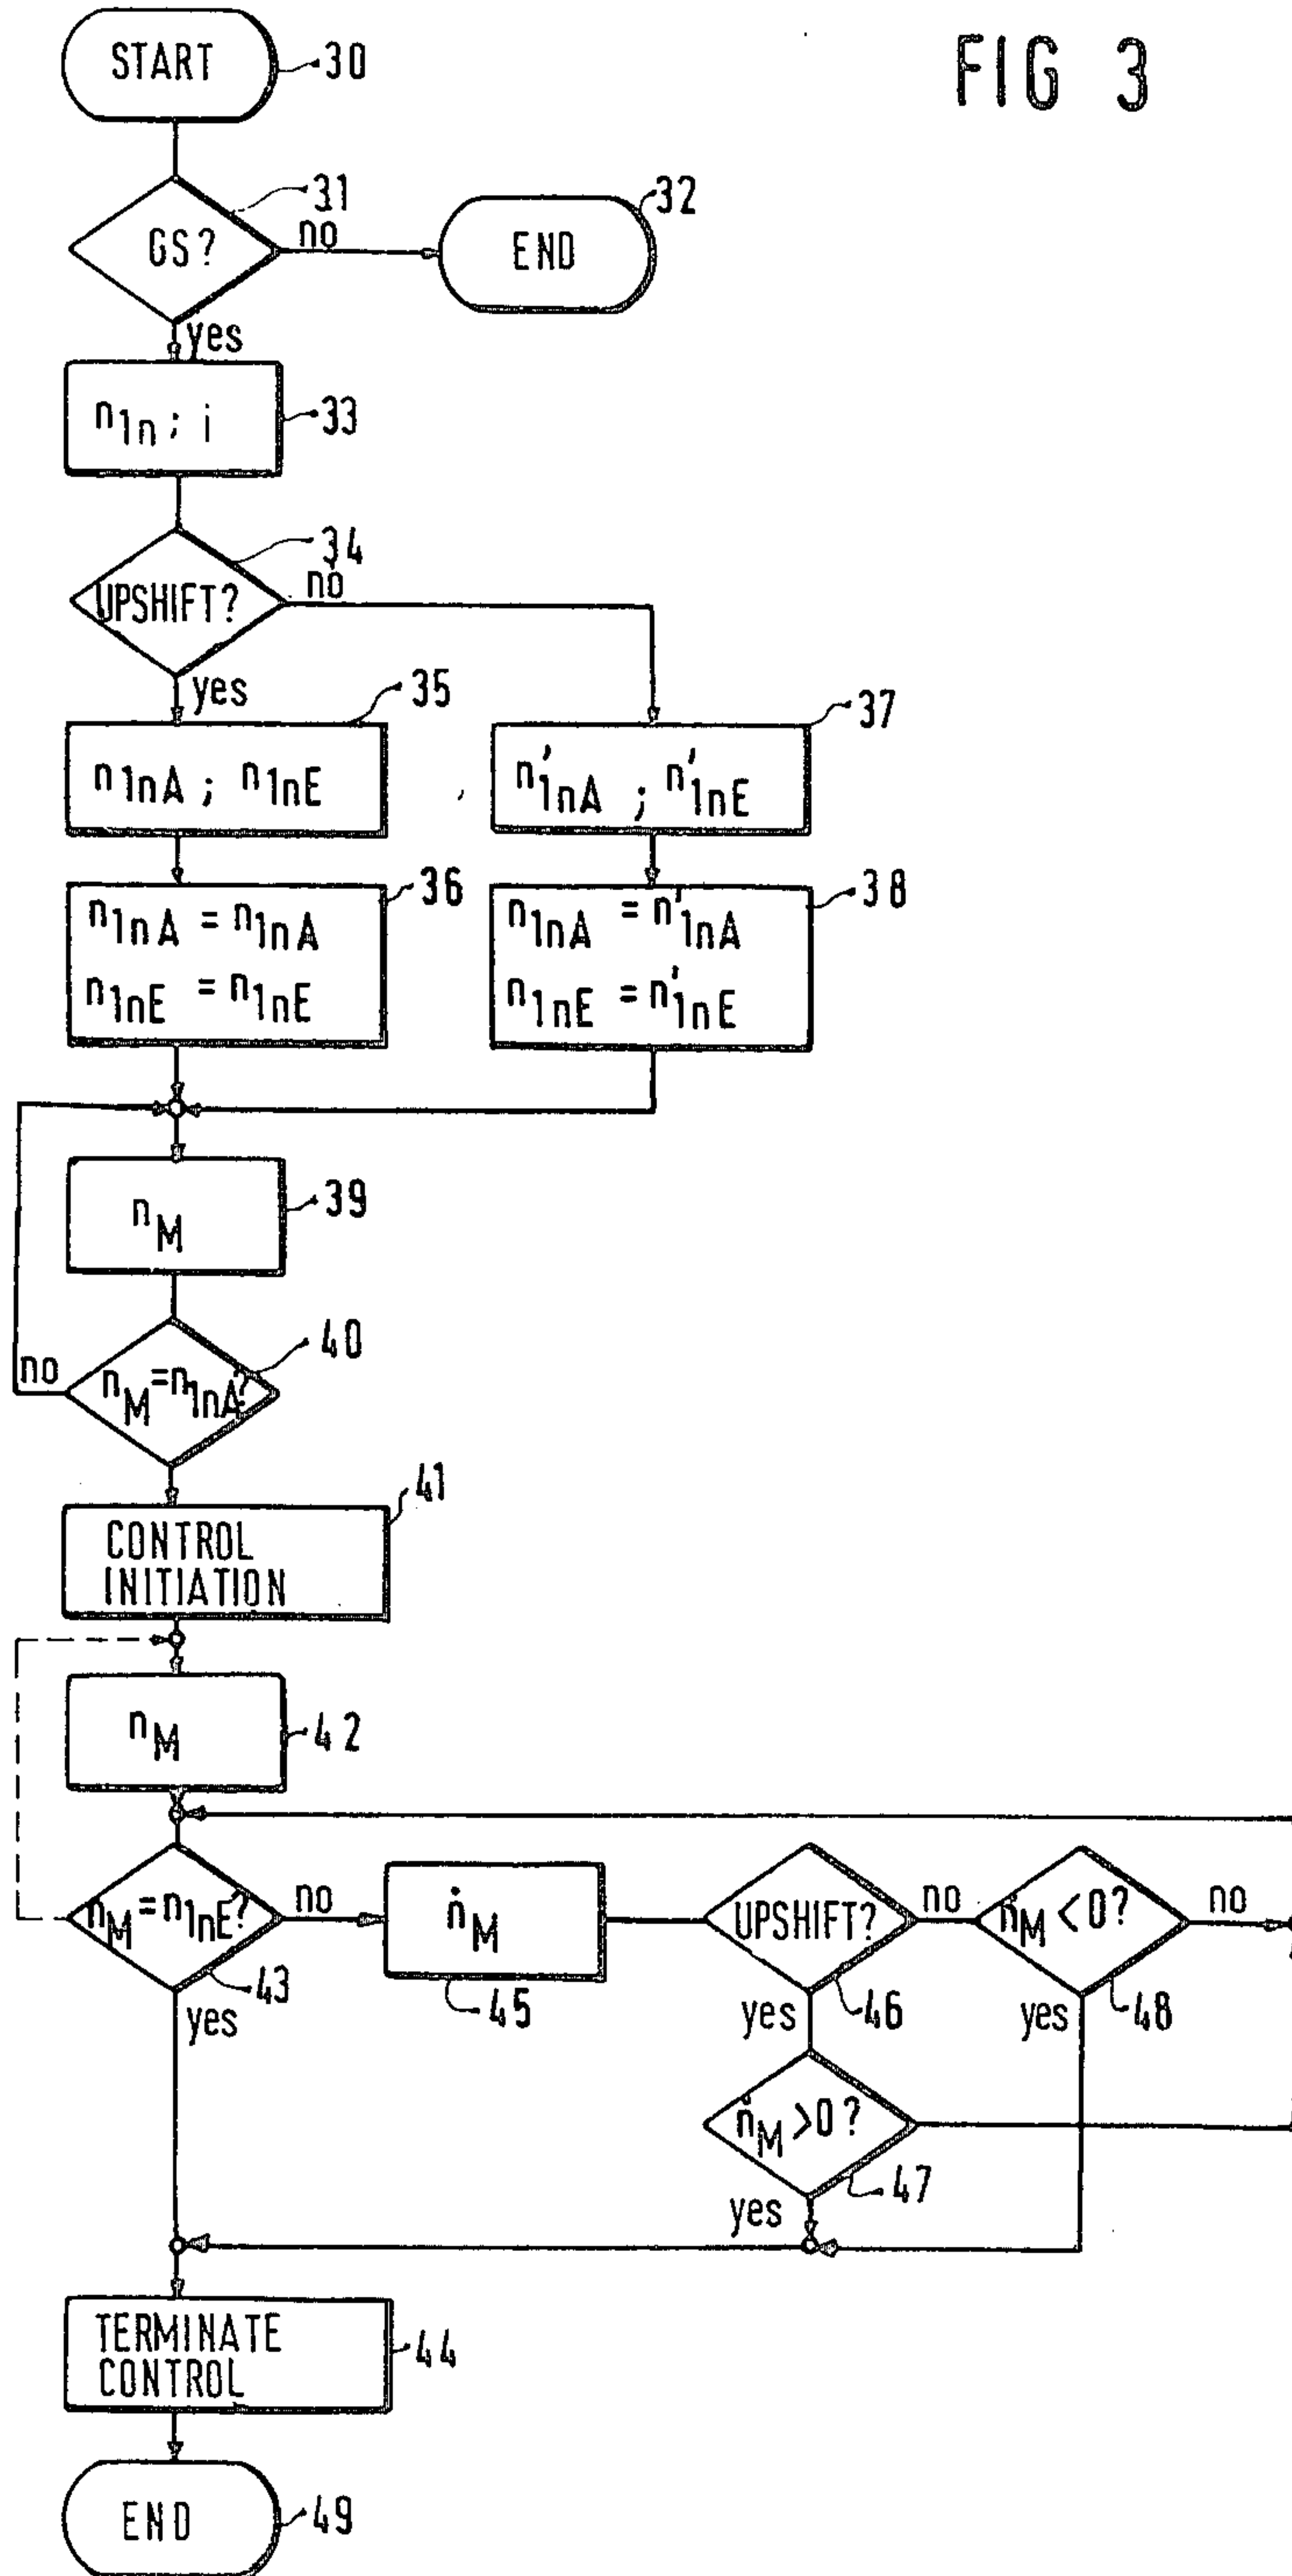 FIG 3
START
30
31
GS?
no
END
32
yes
n1n ; i
33
34
UPSHIFT?
no
yes
35
n1nA ; n1nE
37
n'1nA ; n'1nE
36
n1nA = n1nA
n1nE = n1nE
38
n1nA = n'1nA
n1nE = n'1nE
nM
39
40
no
nM=n1nA?
41
CONTROL
INITIATION
nM
42
nM=n1nE?
no
43
yes
ṅM
45
UPSHIFT?
no
46
yes
ṅM<0?
no
48
yes
ṅM>0?
47
yes
TERMINATE
CONTROL
44
END
49